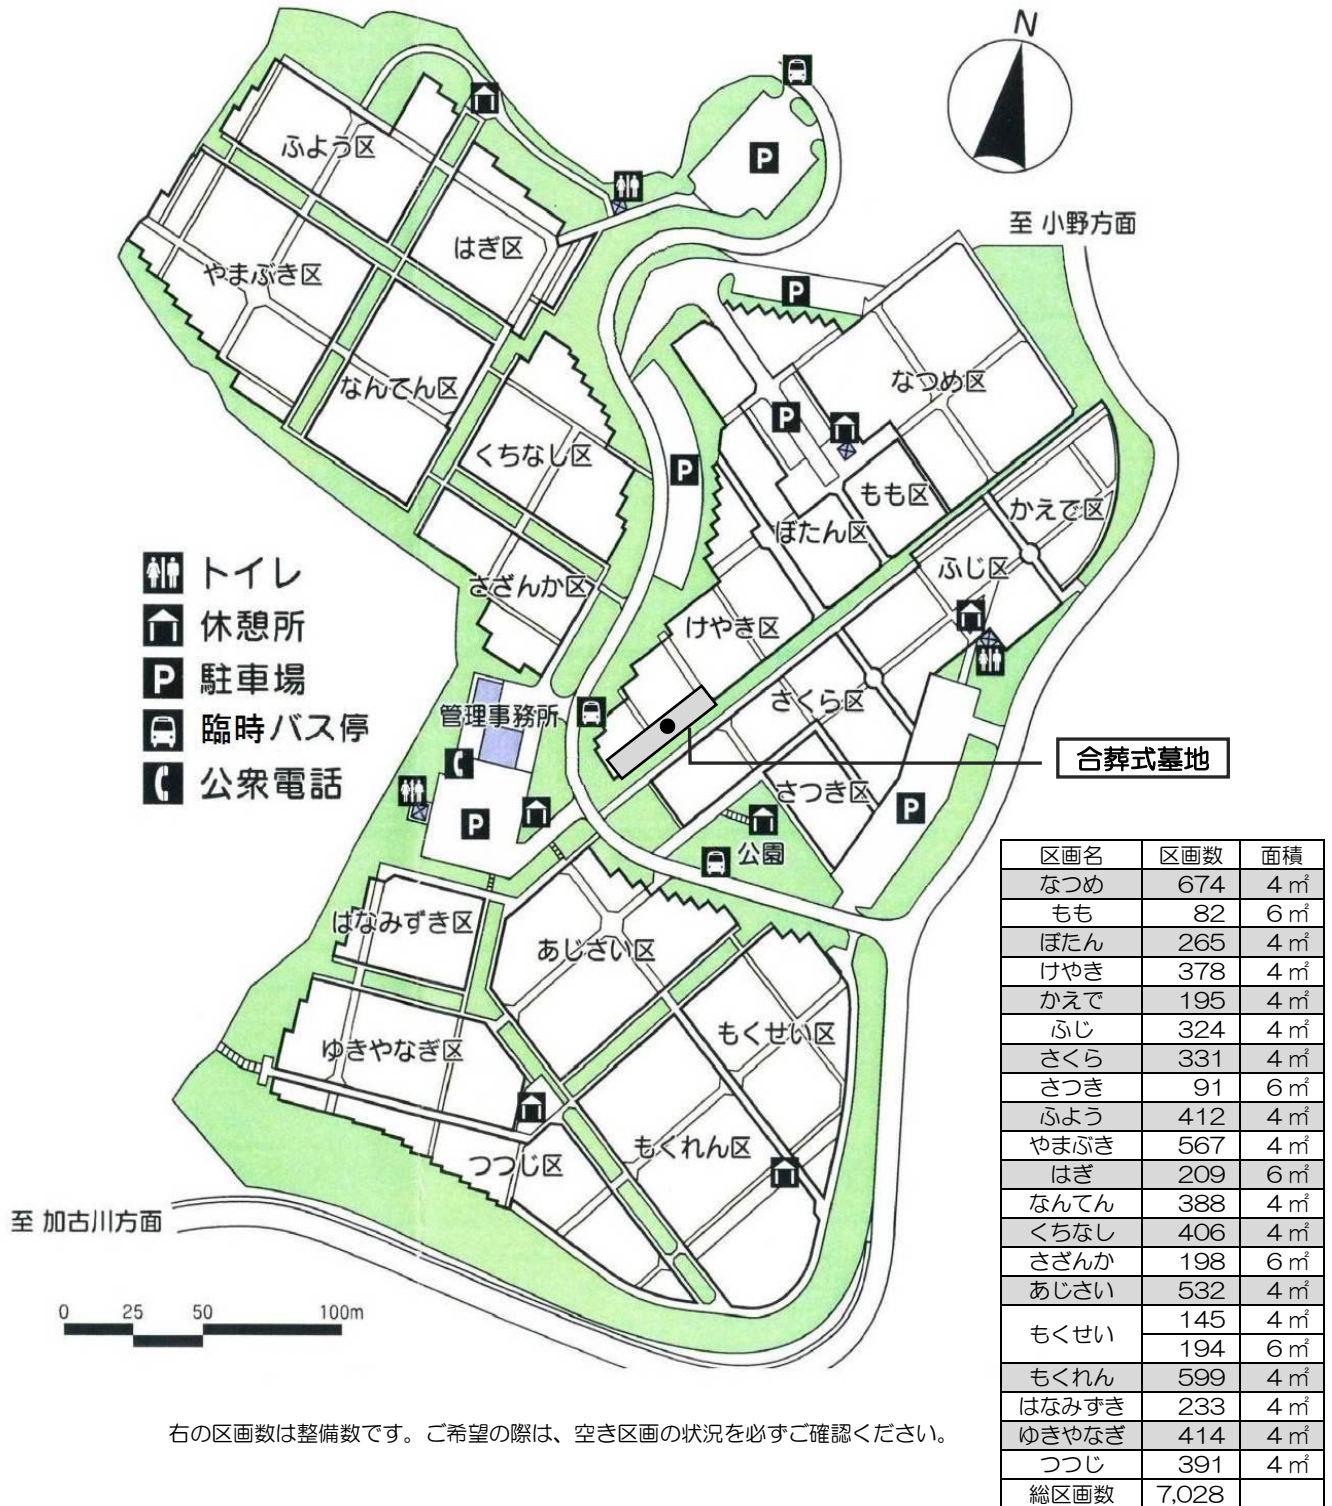 N
至 小野方面
ふよう区
はぎ区
やまぶき区
なんてん区
くちなし区
さざんか区
なつめ区
もも区
かえで区
ぼたん区
ふじ区
けやき区
さくら区
さつき区
P
P
P
P
P
P
トイレ
休憩所
P 駐車場
臨時バス停
公衆電話
管理事務所
合葬式墓地
公園
はなみずき区
あじさい区
もくせい区
ゆきやなぎ区
もくれん区
つつじ区
至 加古川方面
0 25 50 100m
区画名 区画数 面積
なつめ 674 4㎡
もも 82 6㎡
ぼたん 265 4㎡
けやき 378 4㎡
かえで 195 4㎡
ふじ 324 4㎡
さくら 331 4㎡
さつき 91 6㎡
ふよう 412 4㎡
やまぶき 567 4㎡
はぎ 209 6㎡
なんてん 388 4㎡
くちなし 406 4㎡
さざんか 198 6㎡
あじさい 532 4㎡
もくせい 145 4㎡
194 6㎡
もくれん 599 4㎡
はなみずき 233 4㎡
ゆきやなぎ 414 4㎡
つつじ 391 4㎡
総区画数 7,028
右の区画数は整備数です。ご希望の際は、空き区画の状況を必ずご確認ください。